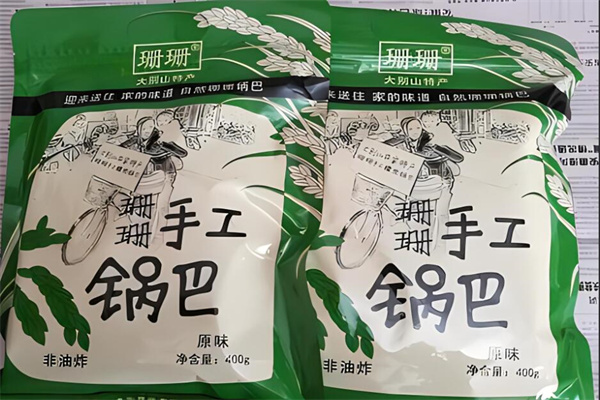 珊珊
大别山特产
迎来送往 家的味道 自然珊珊锅巴
珊珊
手工
锅巴
原味
非油炸
净含量：400g
珊珊
大别山特产
迎来送往 家的味道 自然珊珊锅巴
珊珊
手工
锅巴
原味
非油炸
净含量：400g